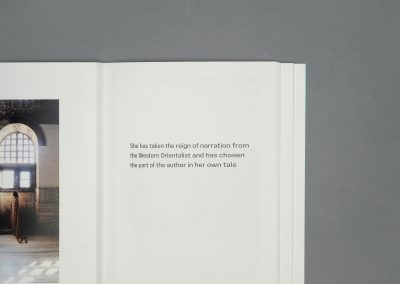 She has taken the reign of narration from
the Western Orientalist and has chosen
the part of the author in her own tale